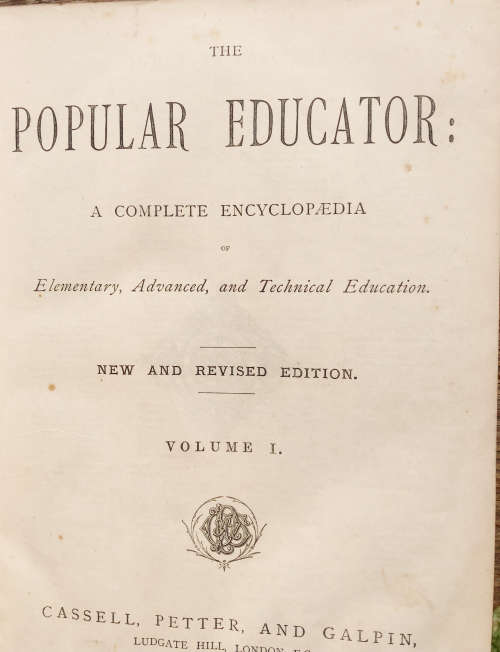 THE
POPULAR EDUCATOR:
A COMPLETE ENCYCLOPÆDIA
OF
Elementary, Advanced, and Technical Education.
NEW AND REVISED EDITION.
VOLUME I.
CASSELL, PETTER, AND GALPIN,
LUDGATE HILL, LONDON